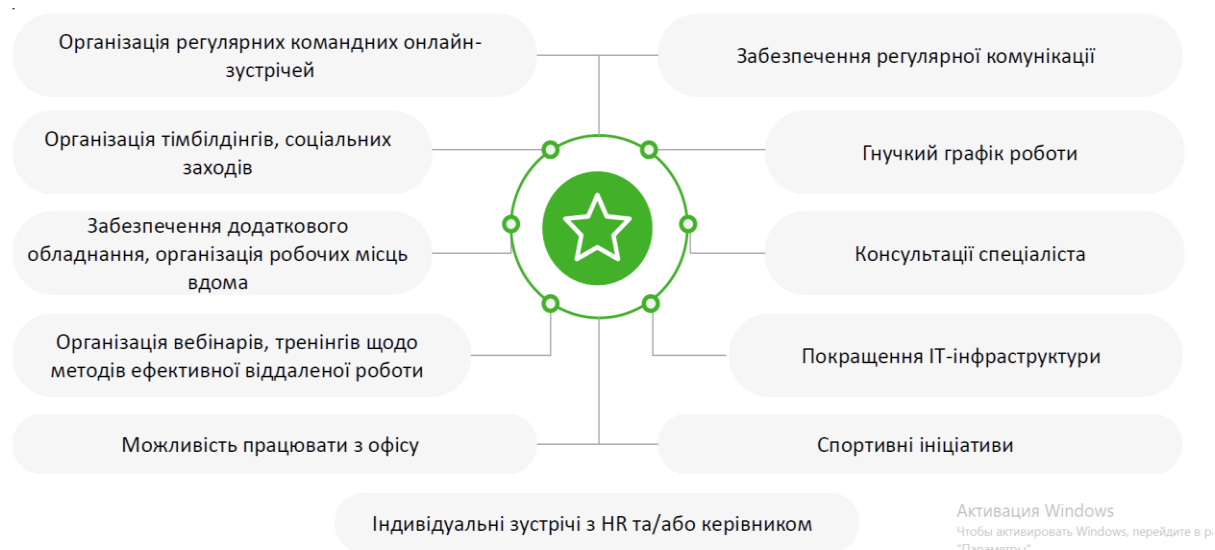 Організація регулярних командних онлайн-
зустрічей
Забезпечення регулярної комунікації
Організація тімбілдінгів, соціальних
заходів
Гнучкий графік роботи
Забезпечення додаткового
обладнання, організація робочих місць
вдома
Консультації спеціаліста
Організація вебінарів, тренінгів щодо
методів ефективної віддаленої роботи
Покращення ІТ-інфраструктури
Можливість працювати з офісу
Спортивні ініціативи
Індивідуальні зустрічі з HR та/або керівником
Активация Windows
Чтобы активировать Windows, перейдите в
"Параметры"